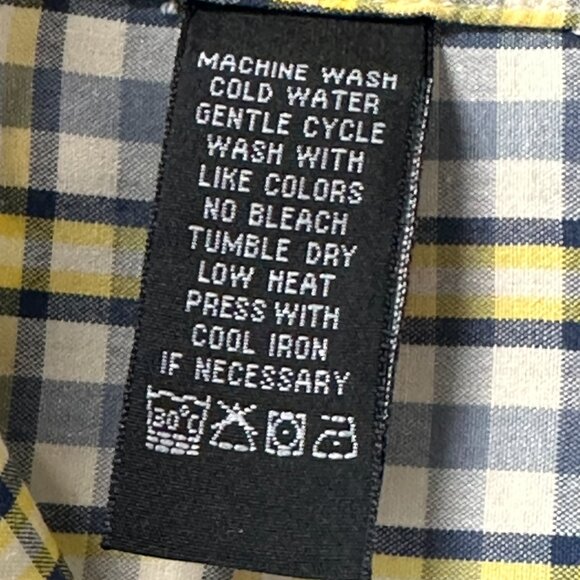 MACHINE WASH
COLD WATER
GENTLE CYCLE
WASH WITH
LIKE COLORS
NO BLEACH
TUMBLE DRY
LOW HEAT
PRESS WITH
COOL IRON
IF NECESSARY
30°C